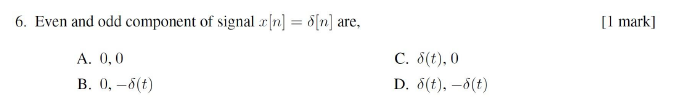 6. Even and odd component of signal x[n] = δ[n] are, [1 mark]
A. 0, 0 C. δ(t), 0
B. 0, −δ(t) D. δ(t), −δ(t)